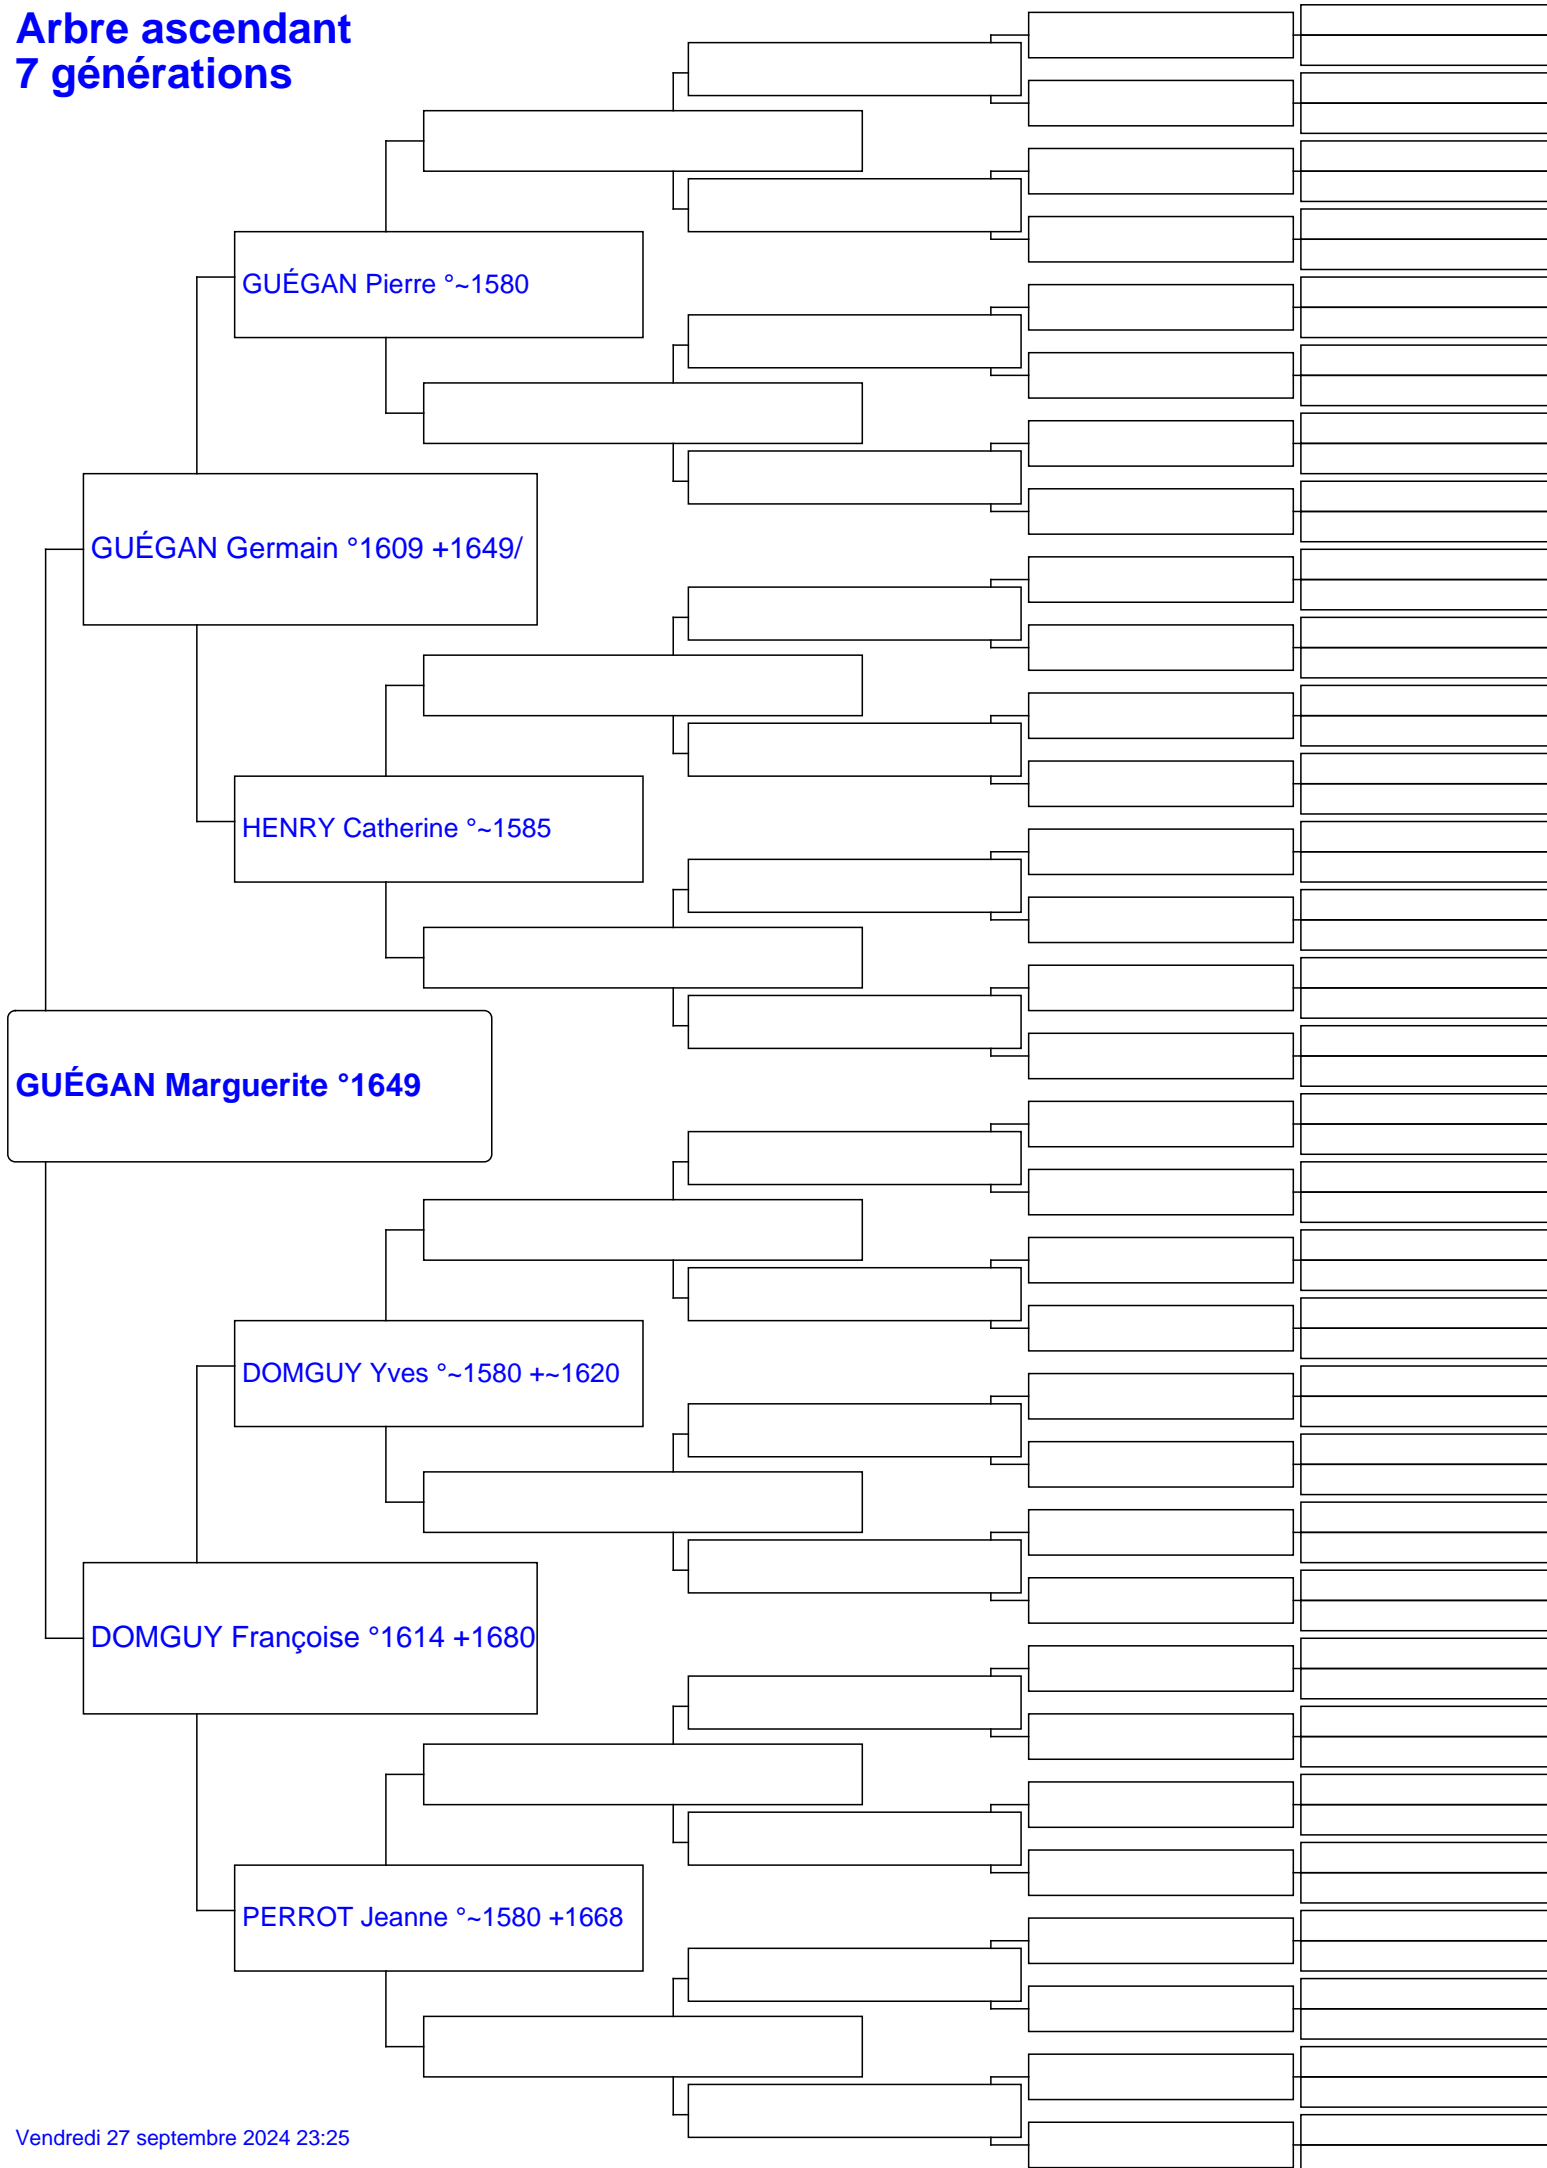 Arbre ascendant
7 générations
GUÉGAN Pierre °~1580
GUÉGAN Germain °1609 +1649/
HENRY Catherine °~1585
GUÉGAN Marguerite °1649
DOMGUY Yves °~1580 +~1620
DOMGUY Françoise °1614 +1680
PERROT Jeanne °~1580 +1668
Vendredi 27 septembre 2024 23:25